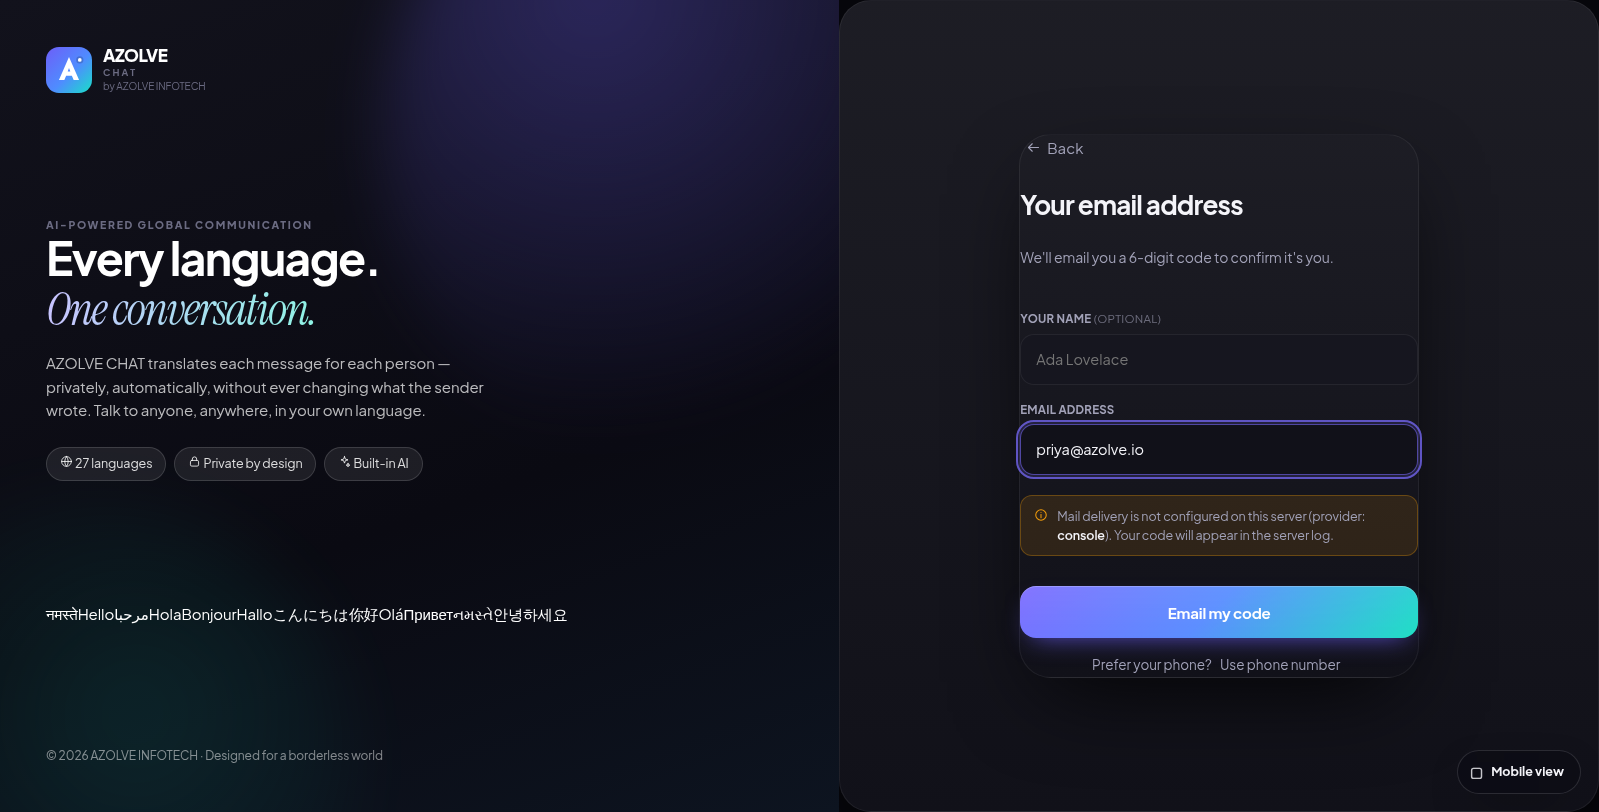 AZOLVE
CHAT
by AZOLVE INFOTECH
AI-POWERED GLOBAL COMMUNICATION
Every language.
One conversation.
AZOLVE CHAT translates each message for each person —
privately, automatically, without ever changing what the sender
wrote. Talk to anyone, anywhere, in your own language.
27 languages
Private by design
Built-in AI
नमस्तेHelloمرحباHolaBonjourHalloこんにちは你好OláПриветનમસ્તે안녕하세요
© 2026 AZOLVE INFOTECH · Designed for a borderless world
← Back
Your email address
We'll email you a 6-digit code to confirm it's you.
YOUR NAME (OPTIONAL)
Ada Lovelace
EMAIL ADDRESS
priya@azolve.io
Mail delivery is not configured on this server (provider:
console). Your code will appear in the server log.
Email my code
Prefer your phone? Use phone number
Mobile view